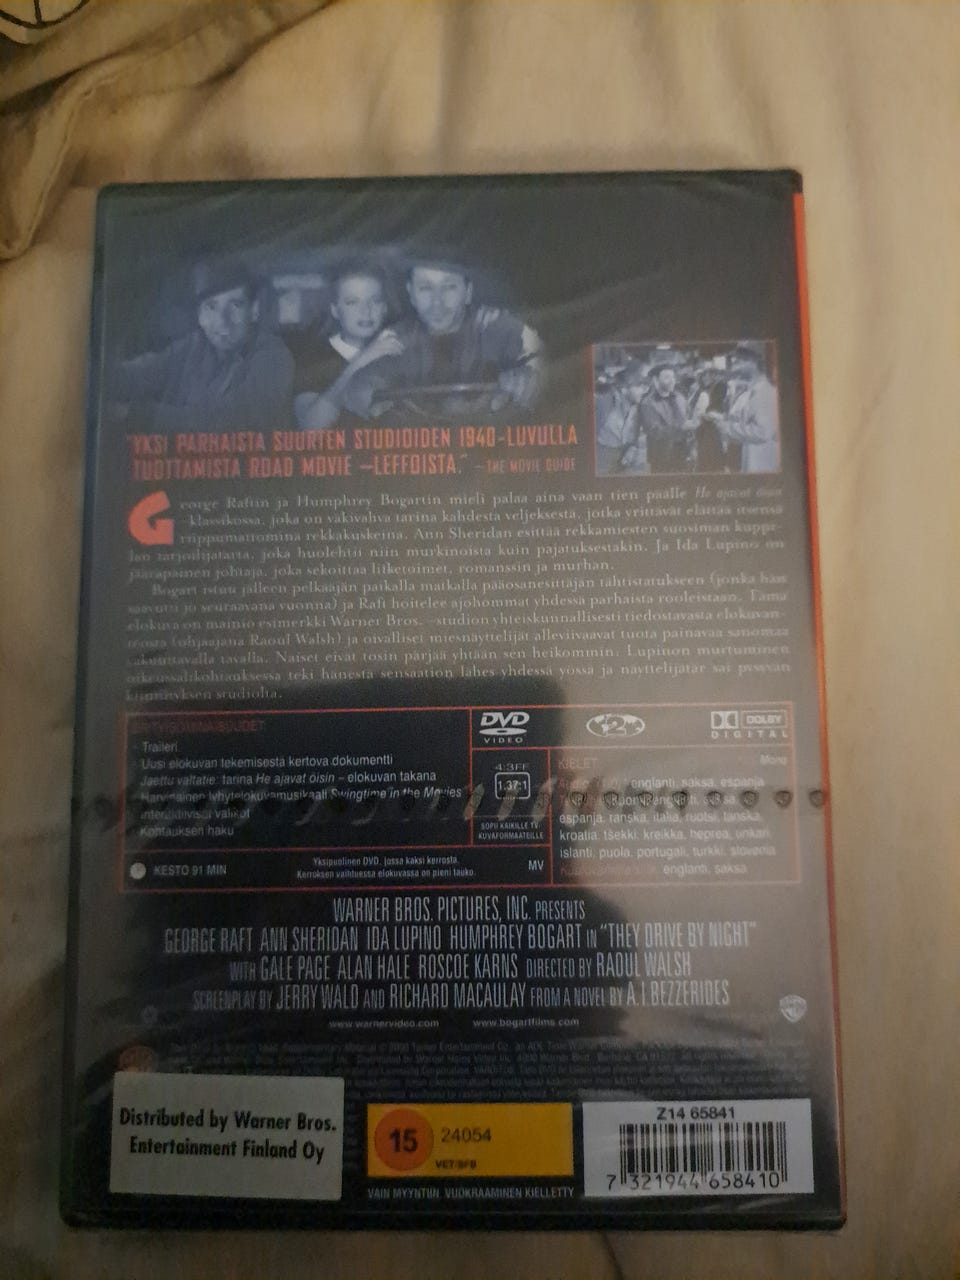 "YKSI PARHAISTA SUURTEN STUDIOIDEN 1940-LUVULLA
TUOTTAMISTA ROAD MOVIE –LEFFOISTA." –THE MOVIE GUIDE
George Raftin ja Humphrey Bogartin mieli palaa aina vaan tien päälle He ajavat öisin
–klassikossa, joka on väkivahva tarina kahdesta veljeksestä, jotka yrittävät elättää itsensä
riippumattomina rekkakuskeina. Ann Sheridan esittää rekkamiesten suosiman kuppi-
lan tarjoilijatarta, joka huolehtii niin murkinoista kuin pajatuksestakin. Ja Ida Lupino on
jääräpäinen johtaja, joka sekoittaa liiketoimet, romanssin ja murhan.
Bogart istuu jälleen pelkääjän paikalla matkalla pääosanesittäjän tähtistatukseen (jonka hän
saavutti jo seuraavana vuonna) ja Raft hoitelee ajohommat yhdessä parhaista rooleistaan. Tämä
elokuva on mainio esimerkki Warner Bros. –studion yhteiskunnallisesti tiedostavasta elokuvan-
teosta (ohjaajana Raoul Walsh) ja oivalliset miesnäyttelijät alleviivaavat tuota painavaa sanomaa
vakuuttavalla tavalla. Naiset eivät tosin pärjää yhtään sen heikommin. Lupinon murtuminen
oikeussalikohtauksessa teki hänestä sensaation lähes yhdessä yössä ja näyttelijätär sai pysyvän
kiinnityksen studiolta.
ERITYISOMINAISUUDET:
· Traileri
· Uusi elokuvan tekemisestä kertova dokumentti
Jaettu valtatie: tarina He ajavat öisin – elokuvan takana
· Harvinainen lyhytelokuvamusikaali Swingtime in the Movies
· Interaktiiviset valikot
· Kohtauksen haku
KESTO 91 MIN
Yksipuolinen DVD, jossa kaksi kerrosta.
Kerroksen vaihtuessa elokuvassa on pieni tauko.
MV
DVD
VIDEO
4:3FF
1.37:1
SOPII KAIKILLE TV-
KUVAFORMAATEILLE
2
DOLBY
DIGITAL
KIELET
Mono
englanti, saksa, espanja
espanja, ranska, italia, ruotsi, tanska,
kroatia, tšekki, kreikka, heprea, unkari,
islanti, puola, portugali, turkki, slovenia
englanti, saksa
WARNER BROS. PICTURES, INC. PRESENTS
GEORGE RAFT ANN SHERIDAN IDA LUPINO HUMPHREY BOGART IN "THEY DRIVE BY NIGHT"
WITH GALE PAGE ALAN HALE ROSCOE KARNS DIRECTED BY RAOUL WALSH
SCREENPLAY BY JERRY WALD AND RICHARD MACAULAY FROM A NOVEL BY A.I. BEZZERIDES
www.warnervideo.com www.bogartfilms.com
Distributed by Warner Bros.
Entertainment Finland Oy
15
24054
VET/SFB
VAIN MYYNTIIN, VUOKRAAMINEN KIELLETTY
Z14 65841
7 321944 658410